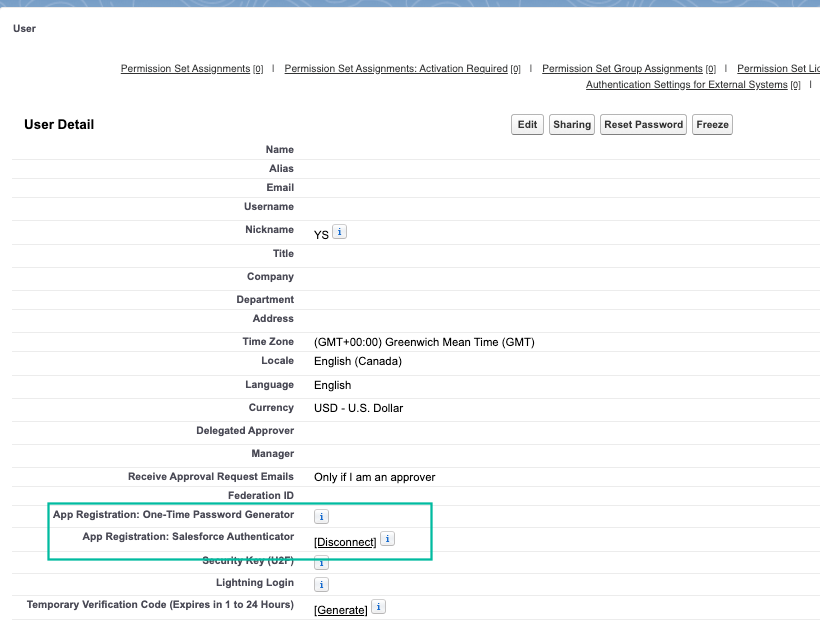 User
Permission Set Assignments [0] | Permission Set Assignments: Activation Required [0] | Permission Set Group Assignments [0] | Permission Set Lic
Authentication Settings for External Systems [0] |
User Detail Edit Sharing Reset Password Freeze
Name
Alias
Email
Username
Nickname YS i
Title
Company
Department
Address
Time Zone (GMT+00:00) Greenwich Mean Time (GMT)
Locale English (Canada)
Language English
Currency USD - U.S. Dollar
Delegated Approver
Manager
Receive Approval Request Emails Only if I am an approver
Federation ID
App Registration: One-Time Password Generator i
App Registration: Salesforce Authenticator [Disconnect] i
Security Key (U2F) i
Lightning Login i
Temporary Verification Code (Expires in 1 to 24 Hours) [Generate] i